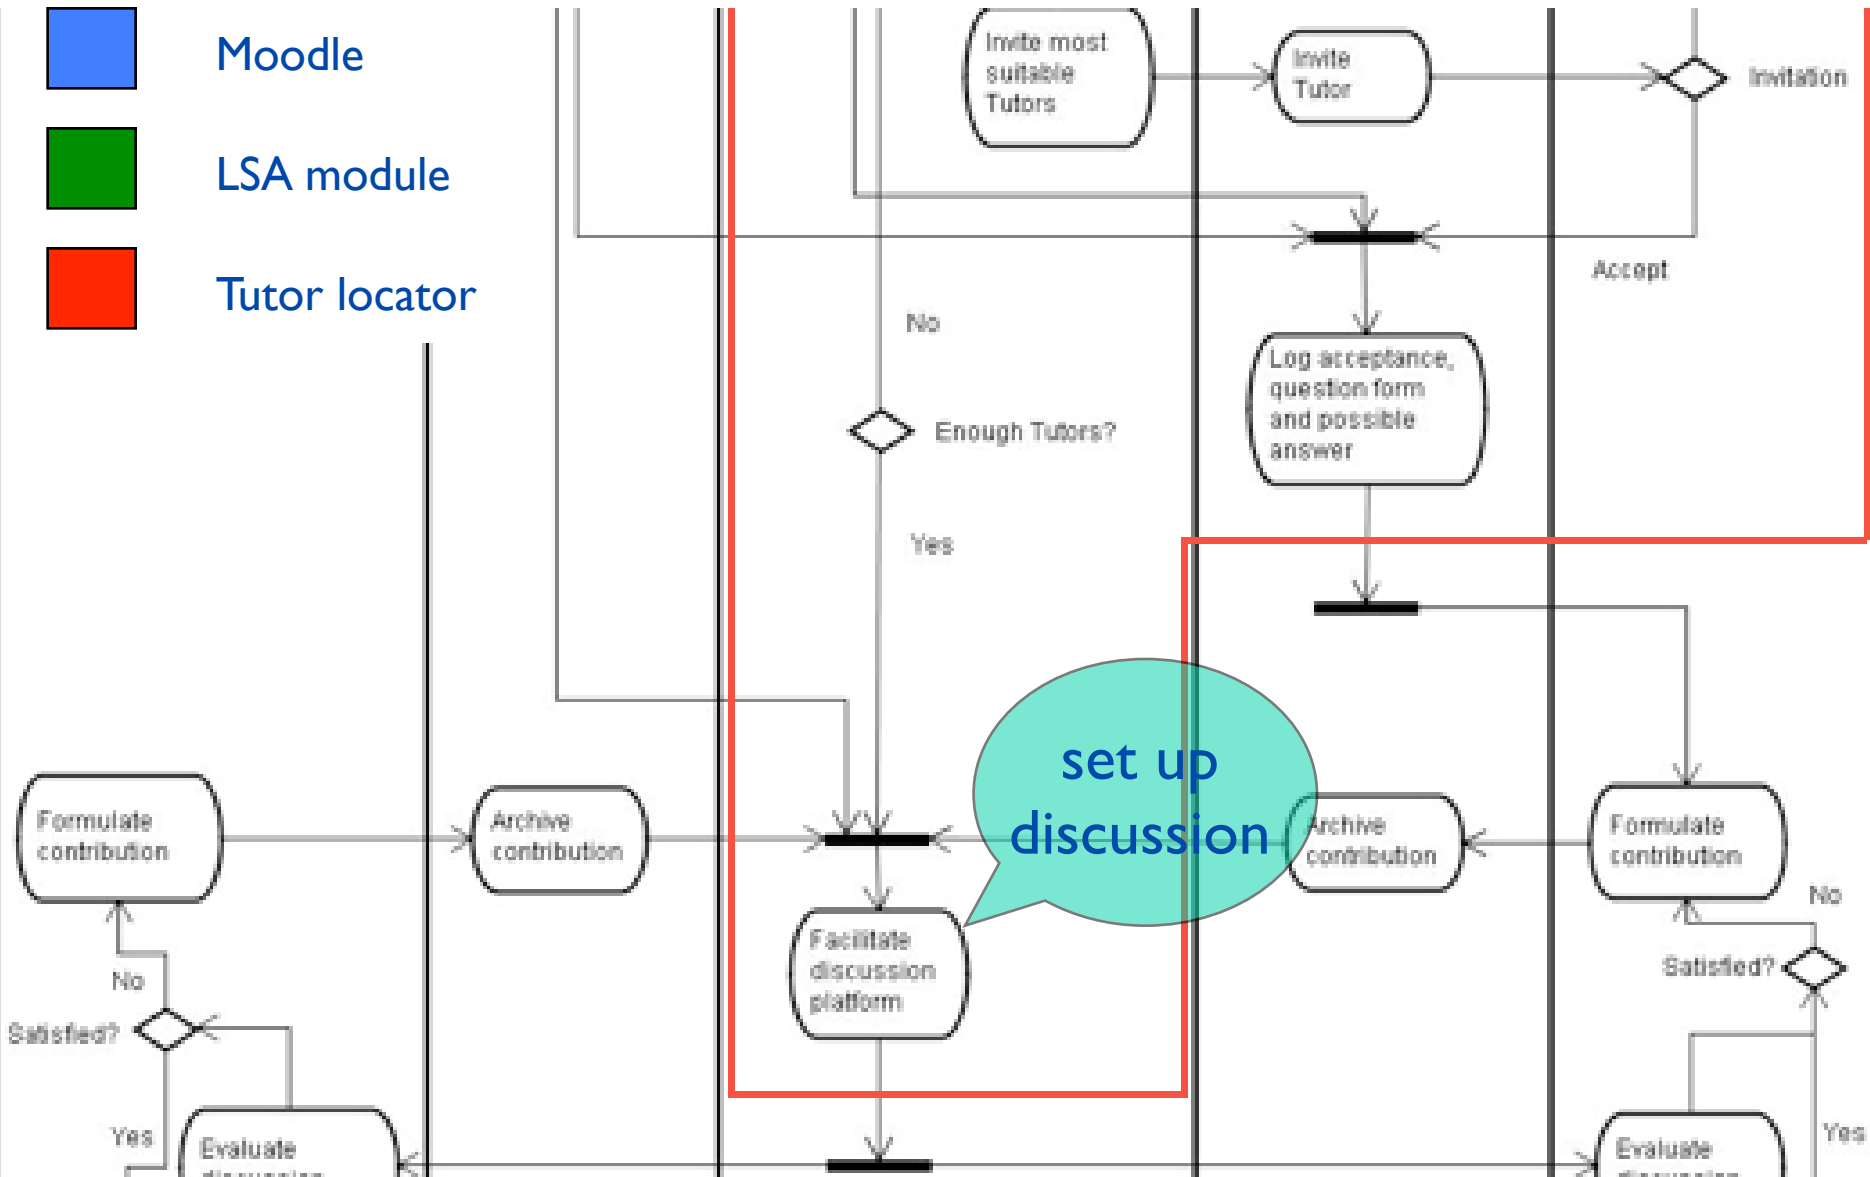 Moodle
LSA module
Tutor locator
Invite most
suitable
Tutors
Invite
Tutor
Invitation
Accept
No
Log acceptance,
question form
and possible
answer
Enough Tutors?
Yes
set up
discussion
Formulate
contribution
Archive
contribution
Archive
contribution
Formulate
contribution
No
Facilitate
discussion
platform
Satisfied?
No
Satisfied?
Yes
Evaluate
Evaluate
Yes